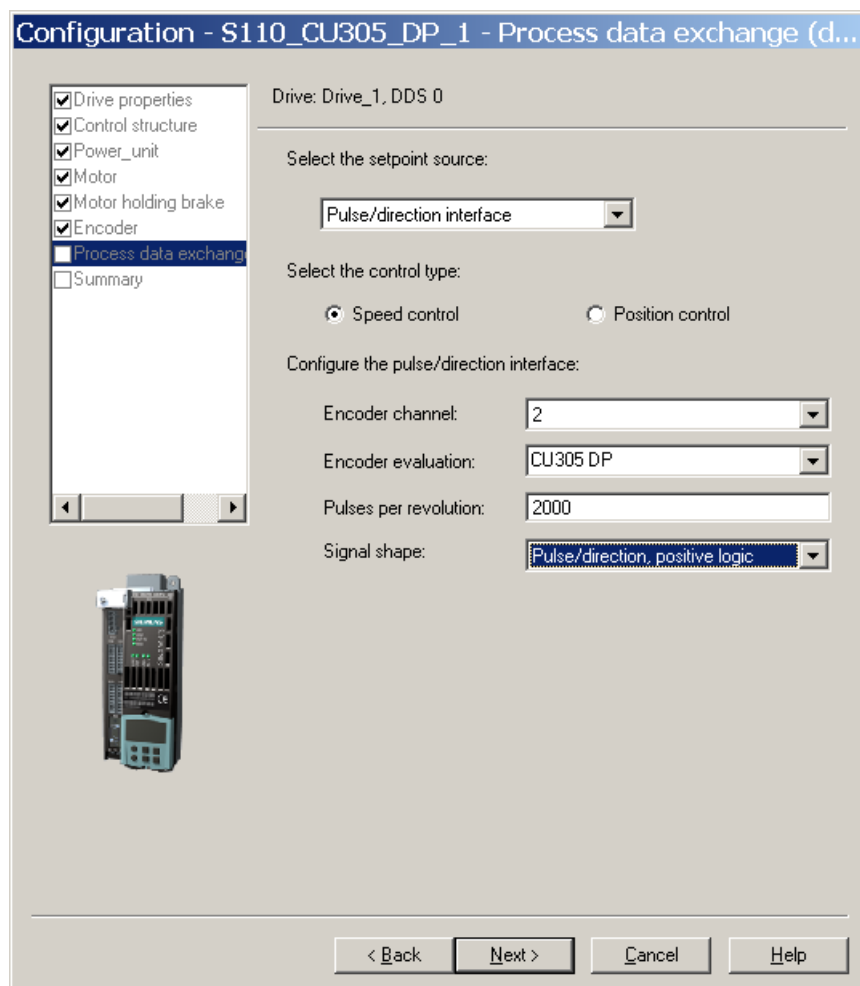 Configuration - S110_CU305_DP_1 - Process data exchange (d...
Drive properties
Control structure
Power_unit
Motor
Motor holding brake
Encoder
Process data exchang
Summary
Drive: Drive_1, DDS 0
Select the setpoint source:
Pulse/direction interface
Select the control type:
Speed control
Position control
Configure the pulse/direction interface:
Encoder channel:
2
Encoder evaluation:
CU305 DP
Pulses per revolution:
2000
Signal shape:
Pulse/direction, positive logic
SIEMENS
< Back
Next >
Cancel
Help